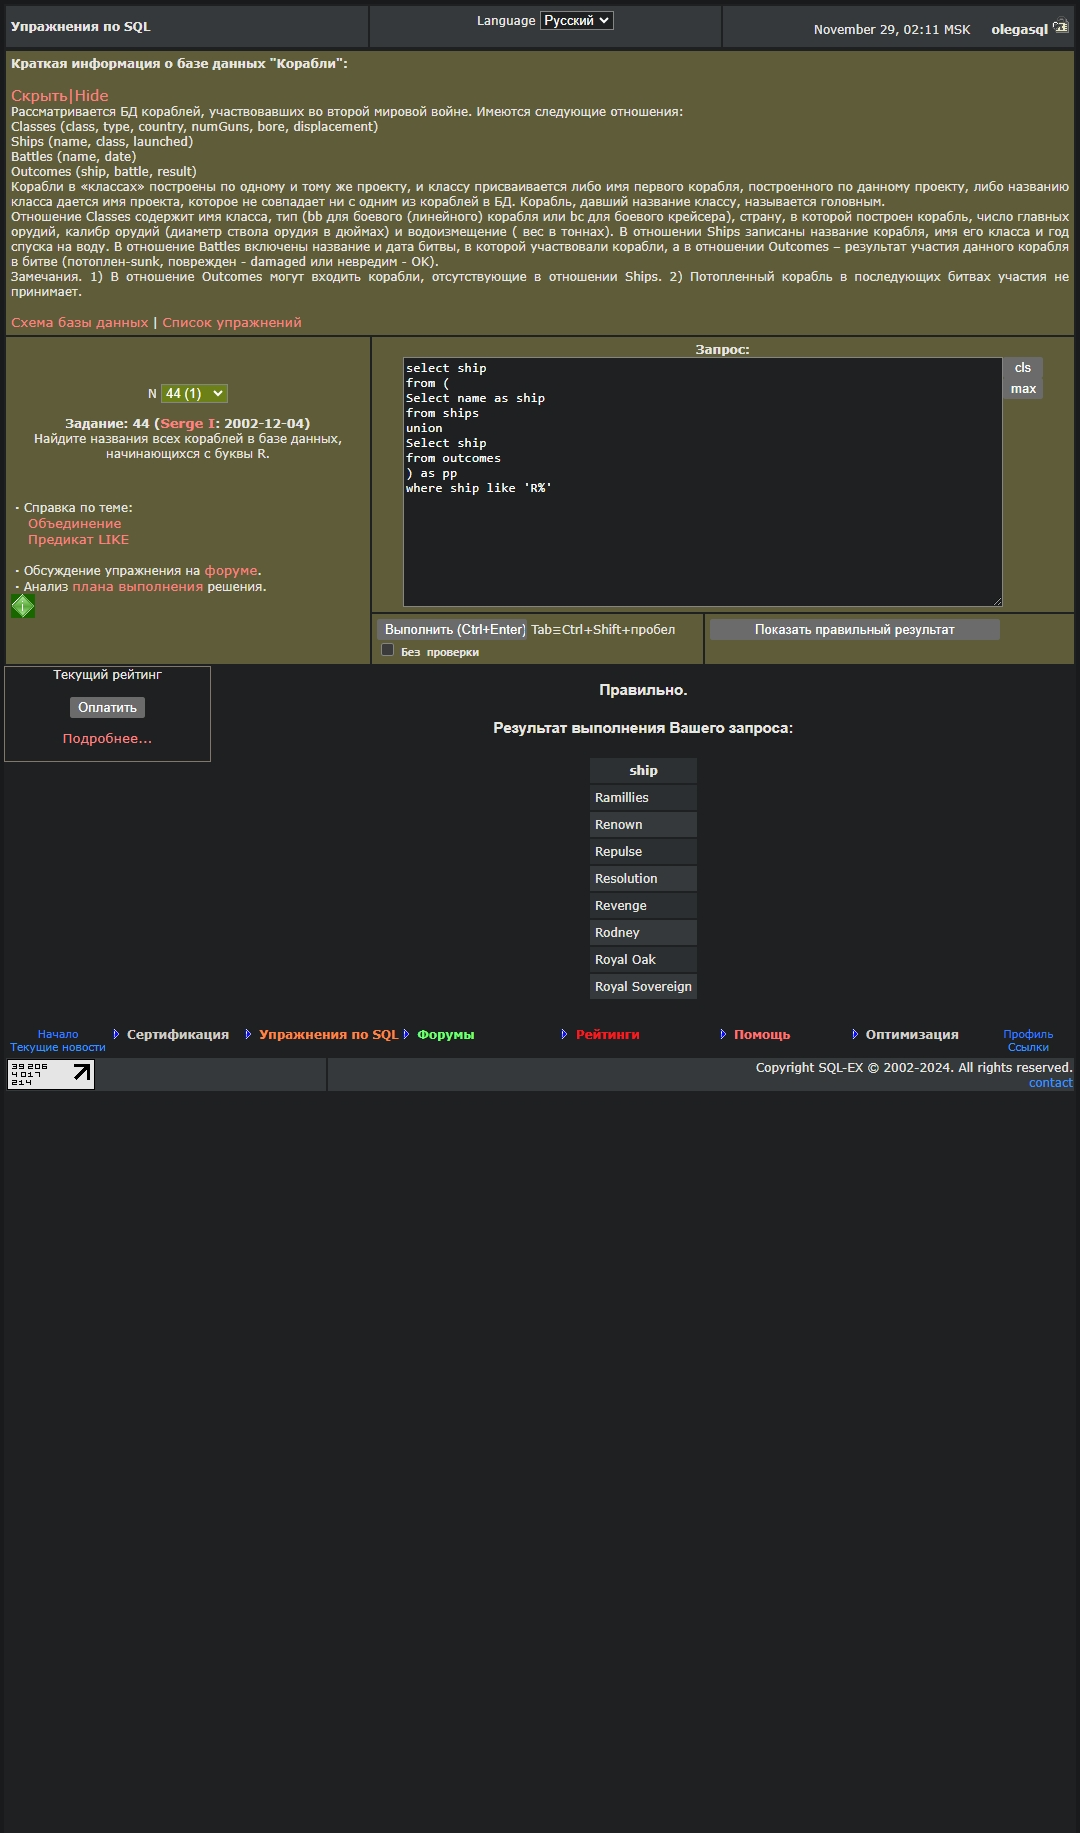 Упражнения по SQL
Language Русский
November 29, 02:11 MSK olegasql
Краткая информация о базе данных "Корабли":
Скрыть|Hide
Рассматривается БД кораблей, участвовавших во второй мировой войне. Имеются следующие отношения:
Classes (class, type, country, numGuns, bore, displacement)
Ships (name, class, launched)
Battles (name, date)
Outcomes (ship, battle, result)
Корабли в «классах» построены по одному и тому же проекту, и классу присваивается либо имя первого корабля, построенного по данному проекту, либо названию
класса дается имя проекта, которое не совпадает ни с одним из кораблей в БД. Корабль, давший название классу, называется головным.
Отношение Classes содержит имя класса, тип (bb для боевого (линейного) корабля или bc для боевого крейсера), страну, в которой построен корабль, число главных
орудий, калибр орудий (диаметр ствола орудия в дюймах) и водоизмещение ( вес в тоннах). В отношении Ships записаны название корабля, имя его класса и год
спуска на воду. В отношение Battles включены название и дата битвы, в которой участвовали корабли, а в отношении Outcomes – результат участия данного корабля
в битве (потоплен-sunk, поврежден - damaged или невредим - OK).
Замечания. 1) В отношение Outcomes могут входить корабли, отсутствующие в отношении Ships. 2) Потопленный корабль в последующих битвах участия не
принимает.
Схема базы данных | Список упражнений
N 44 (1)
Задание: 44 (Serge I: 2002-12-04)
Найдите названия всех кораблей в базе данных,
начинающихся с буквы R.
· Справка по теме:
Объединение
Предикат LIKE
· Обсуждение упражнения на форуме.
· Анализ плана выполнения решения.
Запрос:
select ship
from (
Select name as ship
from ships
union
Select ship
from outcomes
) as pp
where ship like 'R%'
cls
max
Выполнить (Ctrl+Enter) Tab≡Ctrl+Shift+пробел
Без проверки
Показать правильный результат
Текущий рейтинг
Оплатить
Подробнее...
Правильно.
Результат выполнения Вашего запроса:
ship
Ramillies
Renown
Repulse
Resolution
Revenge
Rodney
Royal Oak
Royal Sovereign
Начало
Текущие новости
Сертификация
Упражнения по SQL
Форумы
Рейтинги
Помощь
Оптимизация
Профиль
Ссылки
39 206
4 017
214
Copyright SQL-EX © 2002-2024. All rights reserved.
contact